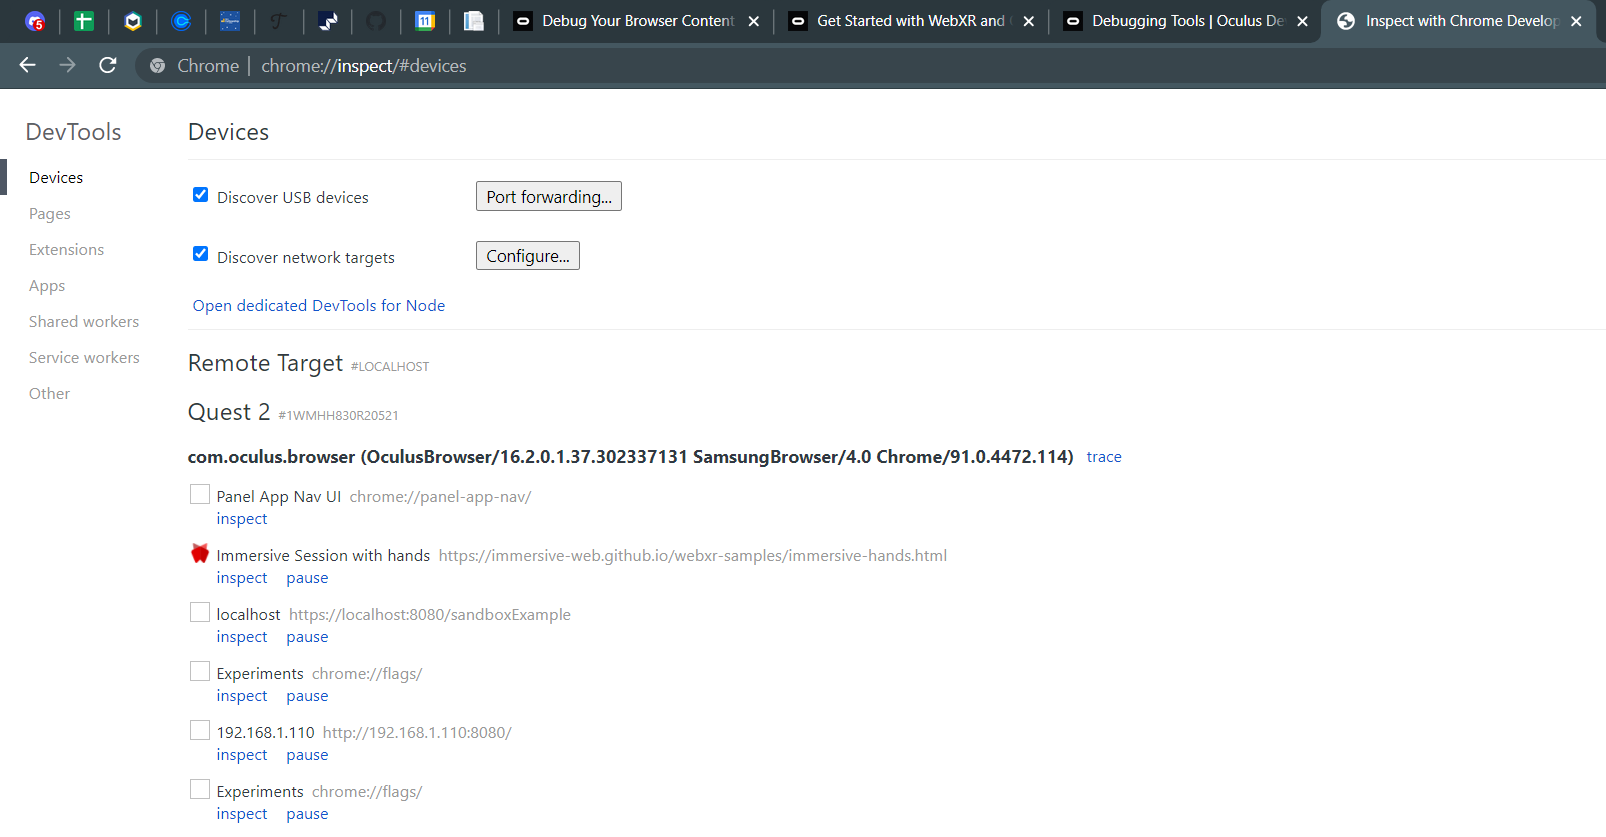 5
11
Debug Your Browser Content
Get Started with WebXR and
Debugging Tools | Oculus De
Inspect with Chrome Develop
Chrome | chrome://inspect/#devices
DevTools
Devices
Pages
Extensions
Apps
Shared workers
Service workers
Other
Devices
Discover USB devices
Port forwarding...
Discover network targets
Configure...
Open dedicated DevTools for Node
Remote Target #LOCALHOST
Quest 2 #1WMHH830R20521
com.oculus.browser (OculusBrowser/16.2.0.1.37.302337131 SamsungBrowser/4.0 Chrome/91.0.4472.114) trace
Panel App Nav UI chrome://panel-app-nav/
inspect
Immersive Session with hands https://immersive-web.github.io/webxr-samples/immersive-hands.html
inspect pause
localhost https://localhost:8080/sandboxExample
inspect pause
Experiments chrome://flags/
inspect pause
192.168.1.110 http://192.168.1.110:8080/
inspect pause
Experiments chrome://flags/
inspect pause